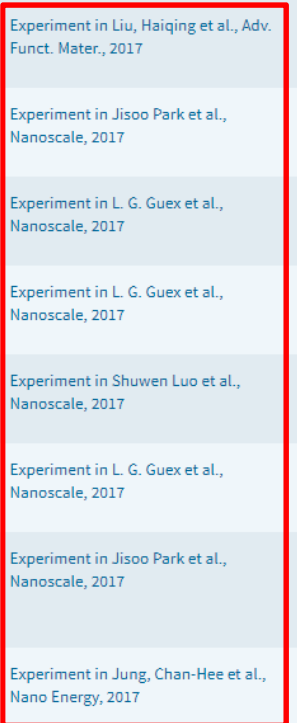 Experiment in Liu, Haiqing et al., Adv.
Funct. Mater., 2017
Experiment in Jisoo Park et al.,
Nanoscale, 2017
Experiment in L. G. Guex et al.,
Nanoscale, 2017
Experiment in L. G. Guex et al.,
Nanoscale, 2017
Experiment in Shuwen Luo et al.,
Nanoscale, 2017
Experiment in L. G. Guex et al.,
Nanoscale, 2017
Experiment in Jisoo Park et al.,
Nanoscale, 2017
Experiment in Jung, Chan-Hee et al.,
Nano Energy, 2017